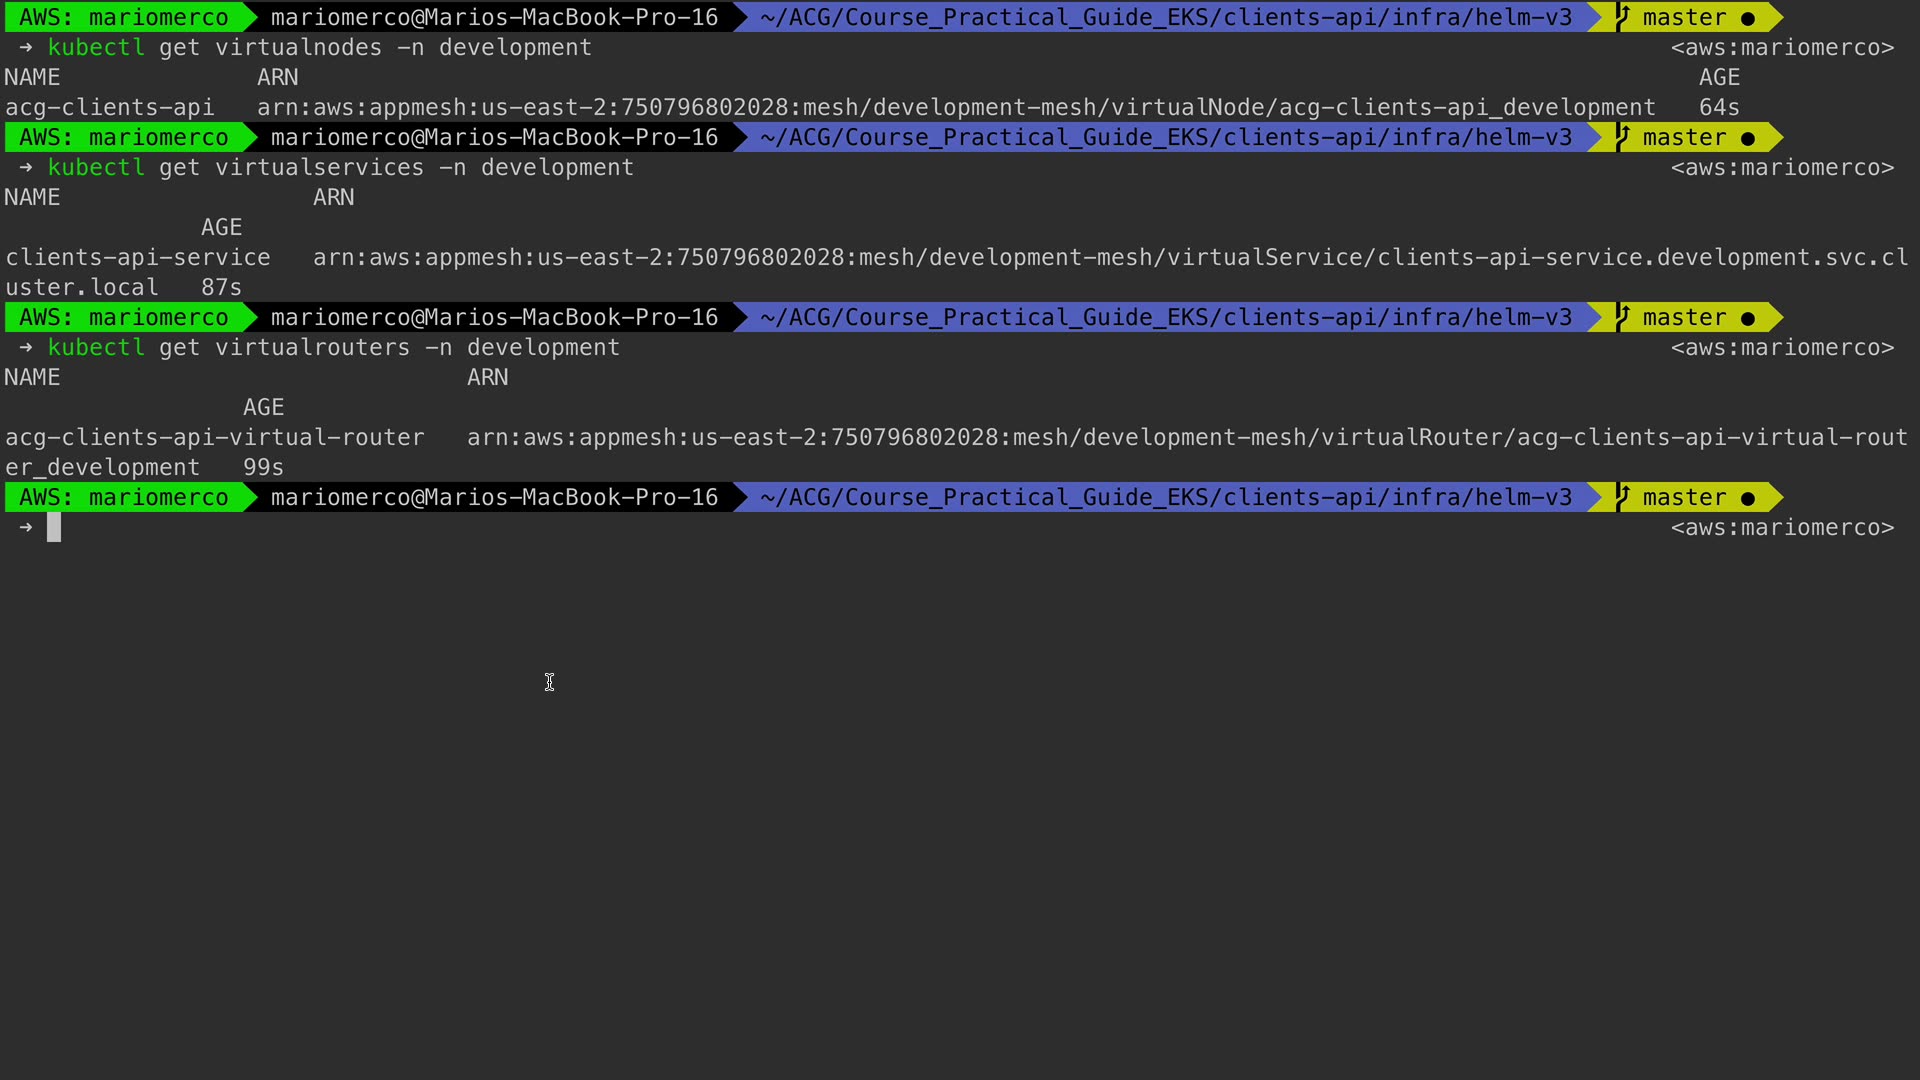 AWS: mariomerco mariomerco@Marios-MacBook-Pro-16 ~/ACG/Course_Practical_Guide_EKS/clients-api/infra/helm-v3 master ●
→ kubectl get virtualnodes -n development <aws:mariomerco>
NAME ARN AGE
acg-clients-api arn:aws:appmesh:us-east-2:750796802028:mesh/development-mesh/virtualNode/acg-clients-api_development 64s
AWS: mariomerco mariomerco@Marios-MacBook-Pro-16 ~/ACG/Course_Practical_Guide_EKS/clients-api/infra/helm-v3 master ●
→ kubectl get virtualservices -n development <aws:mariomerco>
NAME ARN
AGE
clients-api-service arn:aws:appmesh:us-east-2:750796802028:mesh/development-mesh/virtualService/clients-api-service.development.svc.cl
uster.local 87s
AWS: mariomerco mariomerco@Marios-MacBook-Pro-16 ~/ACG/Course_Practical_Guide_EKS/clients-api/infra/helm-v3 master ●
→ kubectl get virtualrouters -n development <aws:mariomerco>
NAME ARN
AGE
acg-clients-api-virtual-router arn:aws:appmesh:us-east-2:750796802028:mesh/development-mesh/virtualRouter/acg-clients-api-virtual-rout
er_development 99s
AWS: mariomerco mariomerco@Marios-MacBook-Pro-16 ~/ACG/Course_Practical_Guide_EKS/clients-api/infra/helm-v3 master ●
→ <aws:mariomerco>